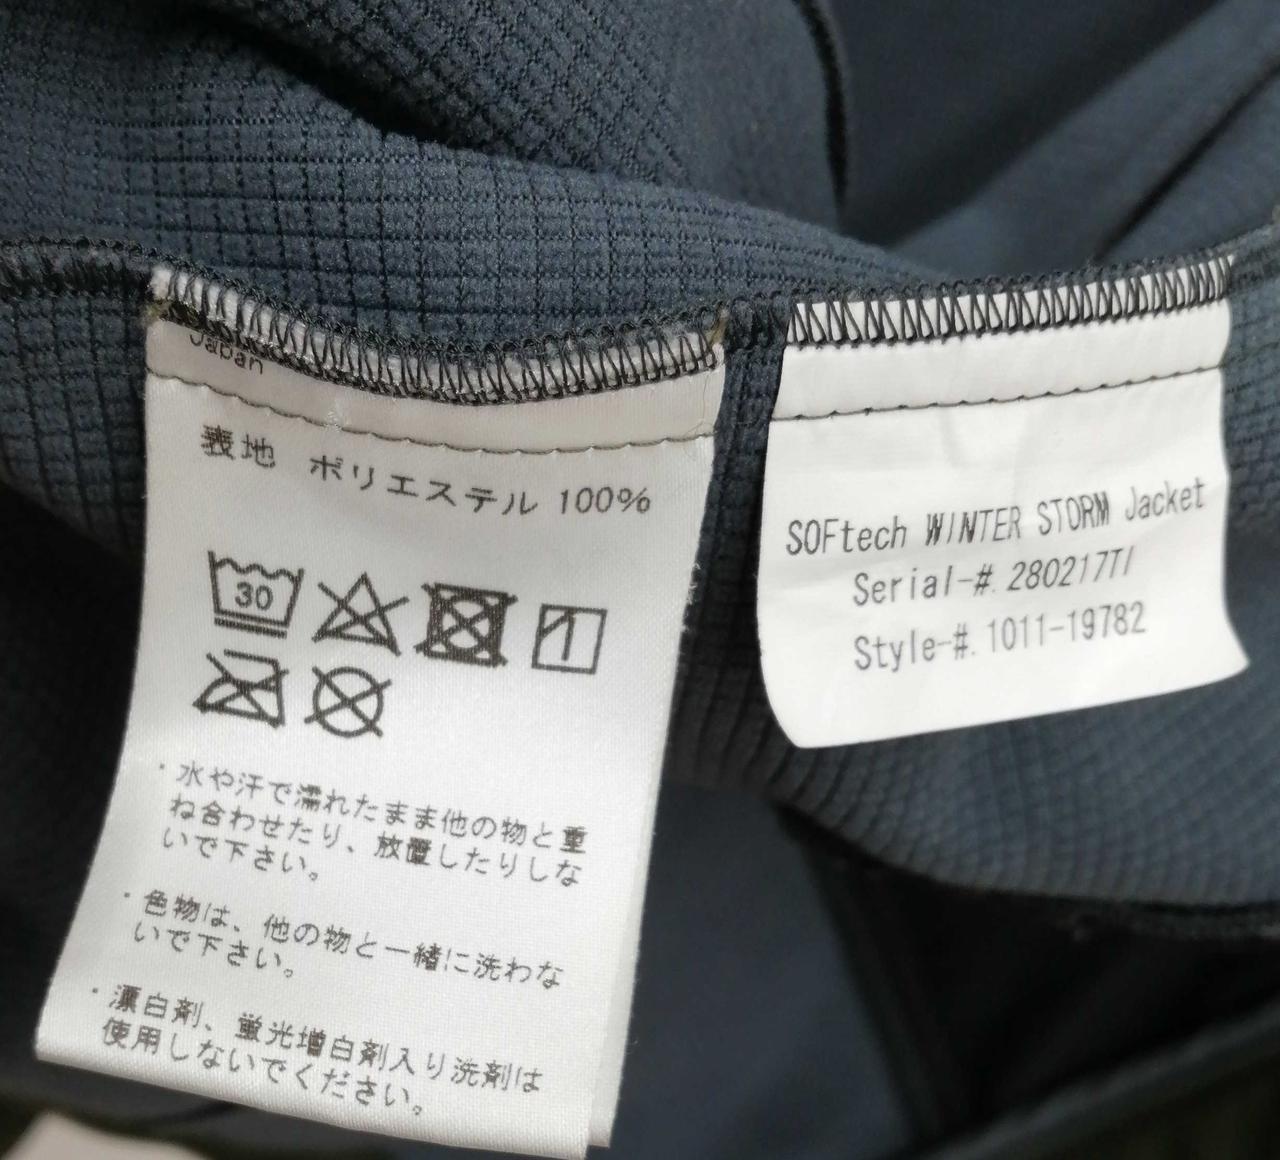 Japan
表地 ポリエステル 100%
30
・水や汗で濡れたまま他の物と重
ね合わせたり、放置したりしな
いで下さい。
・色物は、他の物と一緒に洗わな
いで下さい。
・漂白剤、蛍光増白剤入り洗剤は
使用しないでください。
SOFtech WINTER STORM Jacket
Serial-#. 280217TI
Style-#. 1011-19782